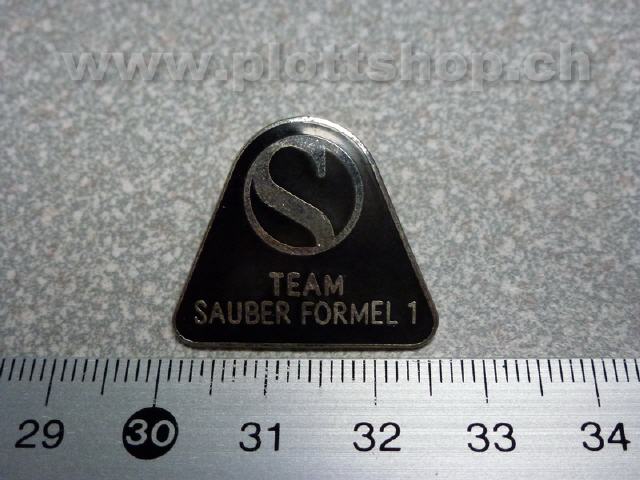 www.plottshop.ch
S
TEAM
SAUBER FORMEL 1
29 30 31 32 33 34